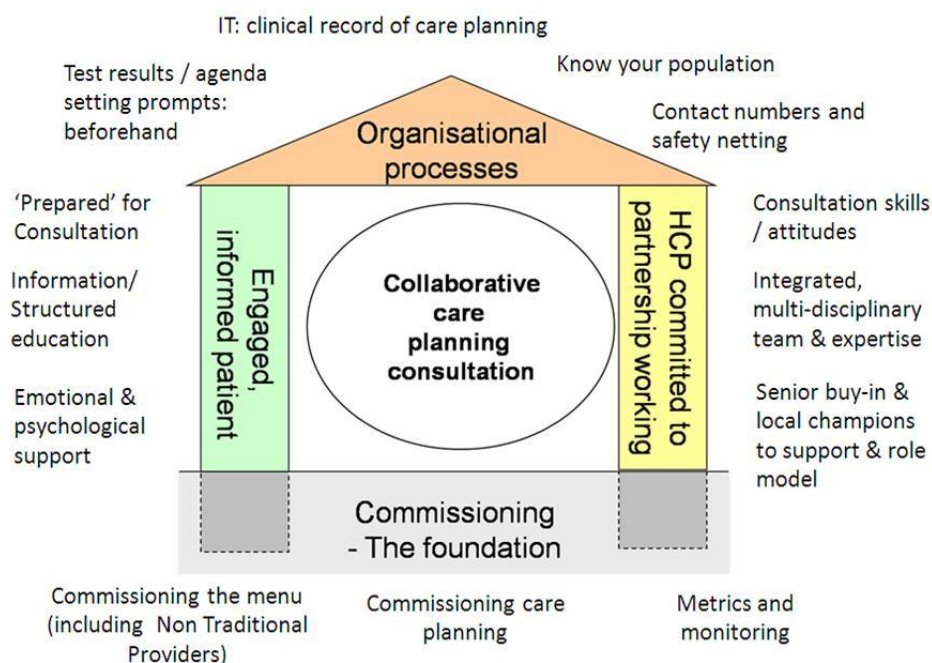 IT: clinical record of care planning
Test results / agenda
setting prompts:
beforehand
Know your population
Contact numbers and
safety netting
Organisational
processes
‘Prepared’ for
Consultation
Information/
Structured
education
Emotional &
psychological
support
Engaged,
informed patient
Collaborative
care
planning
consultation
HCP committed to
partnership working
Consultation skills
/ attitudes
Integrated,
multi-disciplinary
team & expertise
Senior buy-in &
local champions
to support & role
model
Commissioning
- The foundation
Commissioning the menu
(including Non Traditional
Providers)
Commissioning care
planning
Metrics and
monitoring